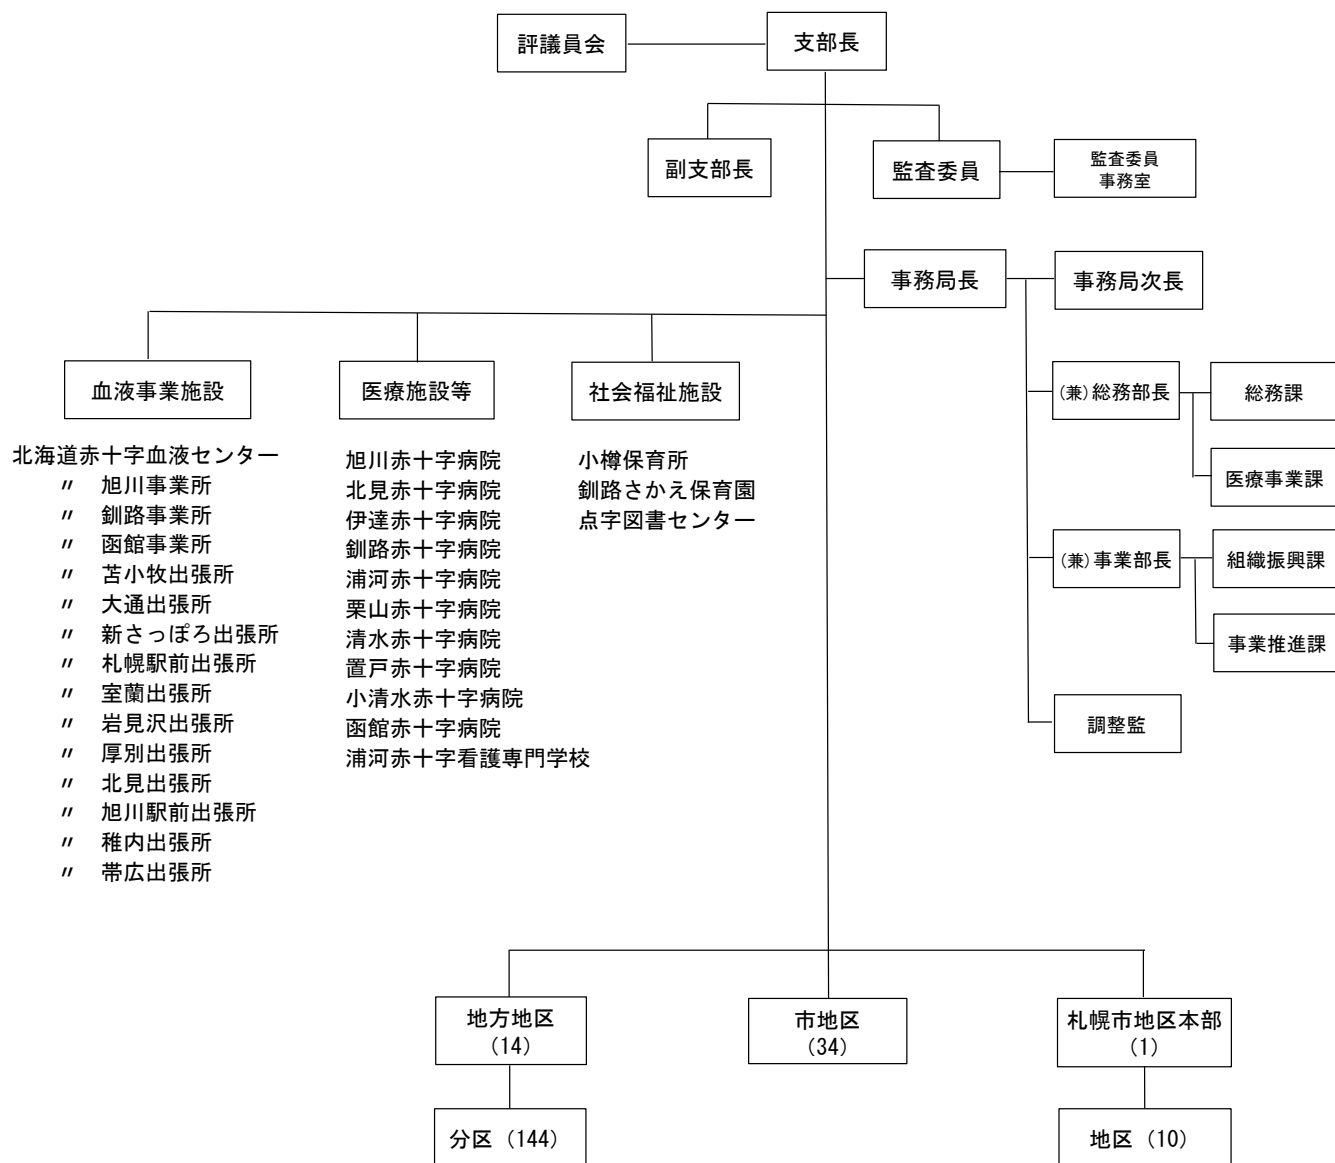 評議員会
支部長
副支部長
監査委員
監査委員
事務室
事務局長
事務局次長
(兼)総務部長
総務課
医療事業課
(兼)事業部長
組織振興課
事業推進課
調整監
血液事業施設
北海道赤十字血液センター
〃 旭川事業所
〃 釧路事業所
〃 函館事業所
〃 苫小牧出張所
〃 大通出張所
〃 新さっぽろ出張所
〃 札幌駅前出張所
〃 室蘭出張所
〃 岩見沢出張所
〃 厚別出張所
〃 北見出張所
〃 旭川駅前出張所
〃 稚内出張所
〃 帯広出張所
医療施設等
旭川赤十字病院
北見赤十字病院
伊達赤十字病院
釧路赤十字病院
浦河赤十字病院
栗山赤十字病院
清水赤十字病院
置戸赤十字病院
小清水赤十字病院
函館赤十字病院
浦河赤十字看護専門学校
社会福祉施設
小樽保育所
釧路さかえ保育園
点字図書センター
地方地区
(14)
分区 (144)
市地区
(34)
札幌市地区本部
(1)
地区 (10)